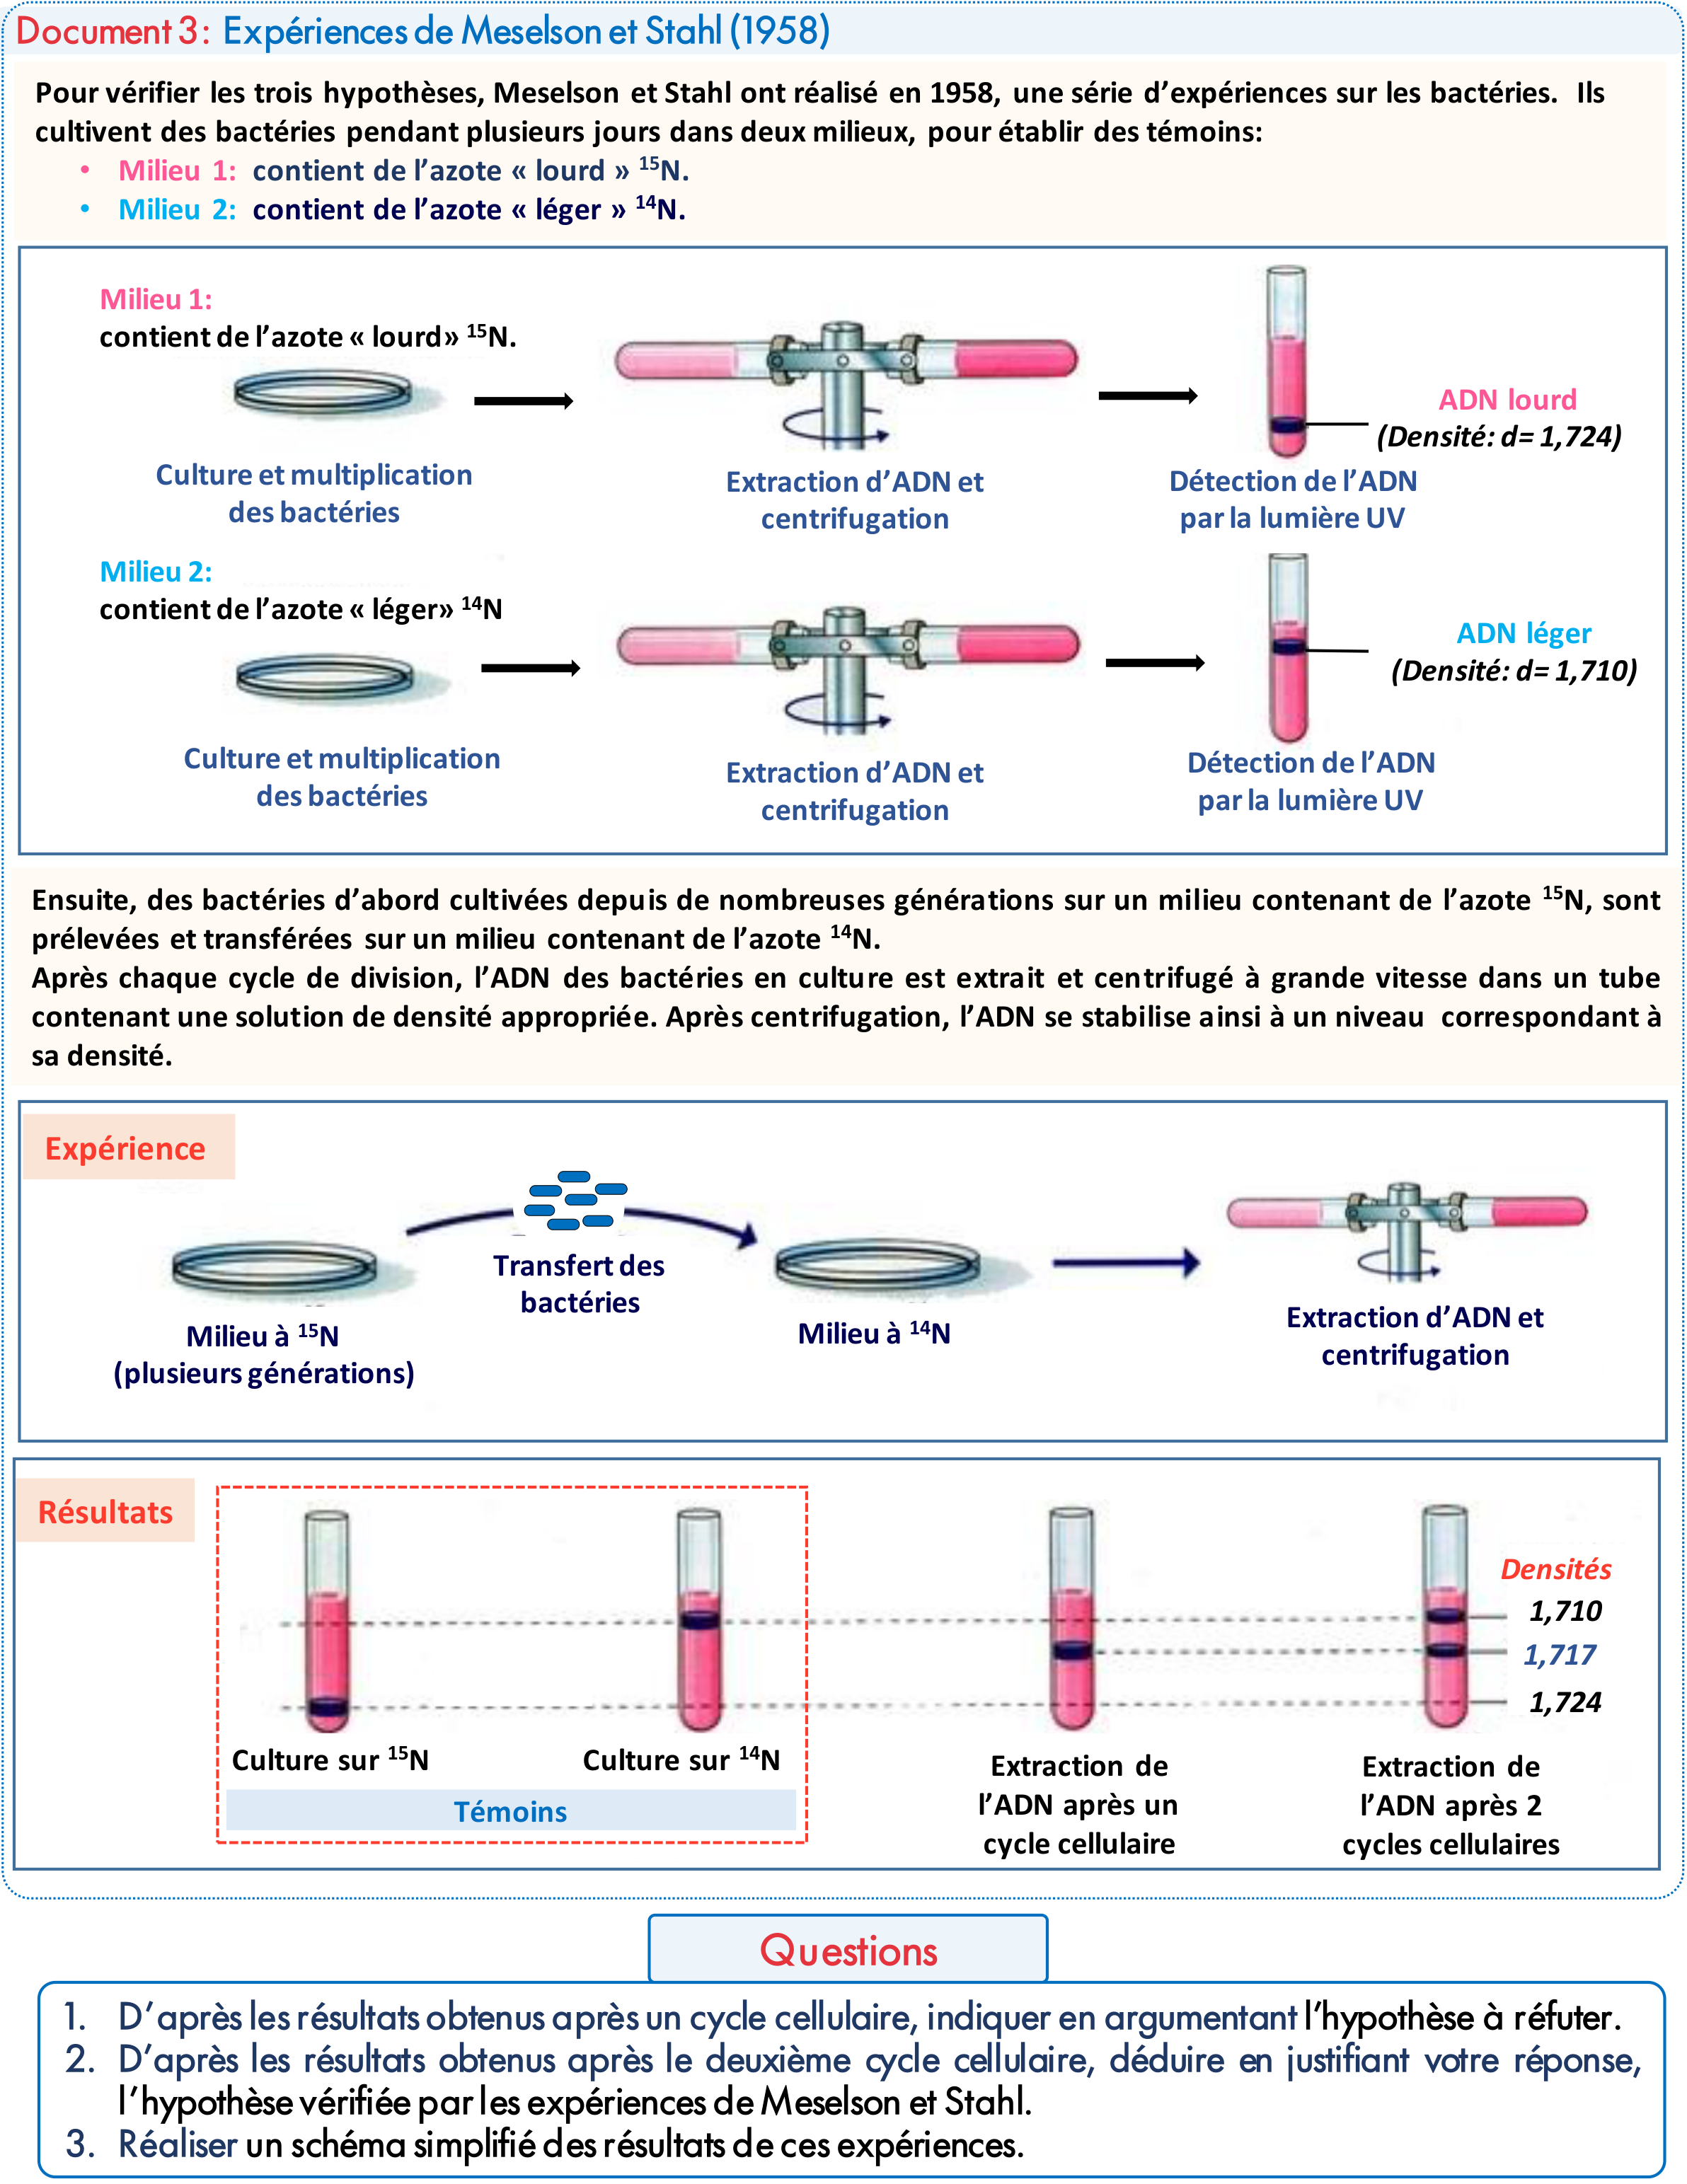 Document 3: Expériences de Meselson et Stahl (1958)
Pour vérifier les trois hypothèses, Meselson et Stahl ont réalisé en 1958, une série d’expériences sur les bactéries. Ils
cultivent des bactéries pendant plusieurs jours dans deux milieux, pour établir des témoins:
• Milieu 1: contient de l’azote « lourd » ¹⁵N.
• Milieu 2: contient de l’azote « léger » ¹⁴N.
Milieu 1:
contient de l’azote « lourd» ¹⁵N.
ADN lourd
(Densité: d= 1,724)
Culture et multiplication
des bactéries
Extraction d’ADN et
centrifugation
Détection de l’ADN
par la lumière UV
Milieu 2:
contient de l’azote « léger» ¹⁴N
ADN léger
(Densité: d= 1,710)
Culture et multiplication
des bactéries
Extraction d’ADN et
centrifugation
Détection de l’ADN
par la lumière UV
Ensuite, des bactéries d’abord cultivées depuis de nombreuses générations sur un milieu contenant de l’azote ¹⁵N, sont
prélevées et transférées sur un milieu contenant de l’azote ¹⁴N.
Après chaque cycle de division, l’ADN des bactéries en culture est extrait et centrifugé à grande vitesse dans un tube
contenant une solution de densité appropriée. Après centrifugation, l’ADN se stabilise ainsi à un niveau correspondant à
sa densité.
Expérience
Transfert des
bactéries
Milieu à ¹⁵N
(plusieurs générations)
Milieu à ¹⁴N
Extraction d’ADN et
centrifugation
Résultats
Densités
1,710
1,717
1,724
Culture sur ¹⁵N
Culture sur ¹⁴N
Témoins
Extraction de
l’ADN après un
cycle cellulaire
Extraction de
l’ADN après 2
cycles cellulaires
Questions
1. D’après les résultats obtenus après un cycle cellulaire, indiquer en argumentant l’hypothèse à réfuter.
2. D’après les résultats obtenus après le deuxième cycle cellulaire, déduire en justifiant votre réponse,
l’hypothèse vérifiée par les expériences de Meselson et Stahl.
3. Réaliser un schéma simplifié des résultats de ces expériences.